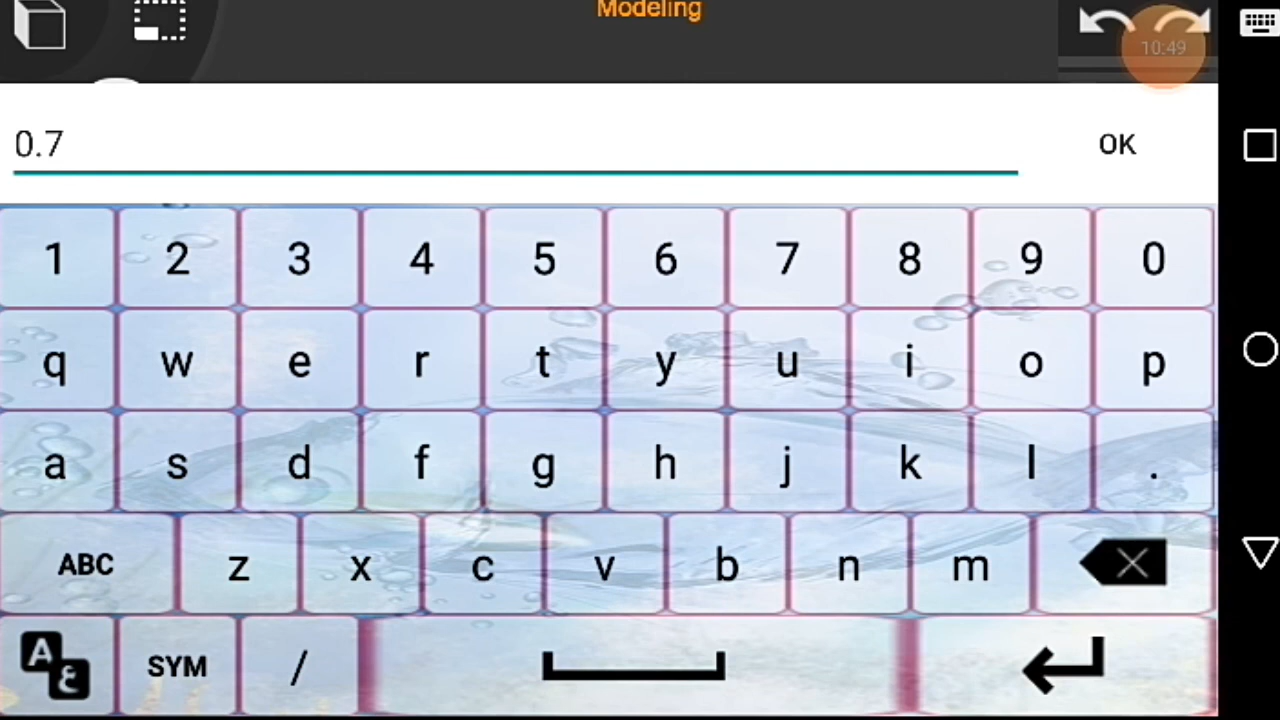 Modeling
10:49
0.7
OK
1 2 3 4 5 6 7 8 9 0
q w e r t y u i o p
a s d f g h j k l .
ABC z x c v b n m
A ع SYM /